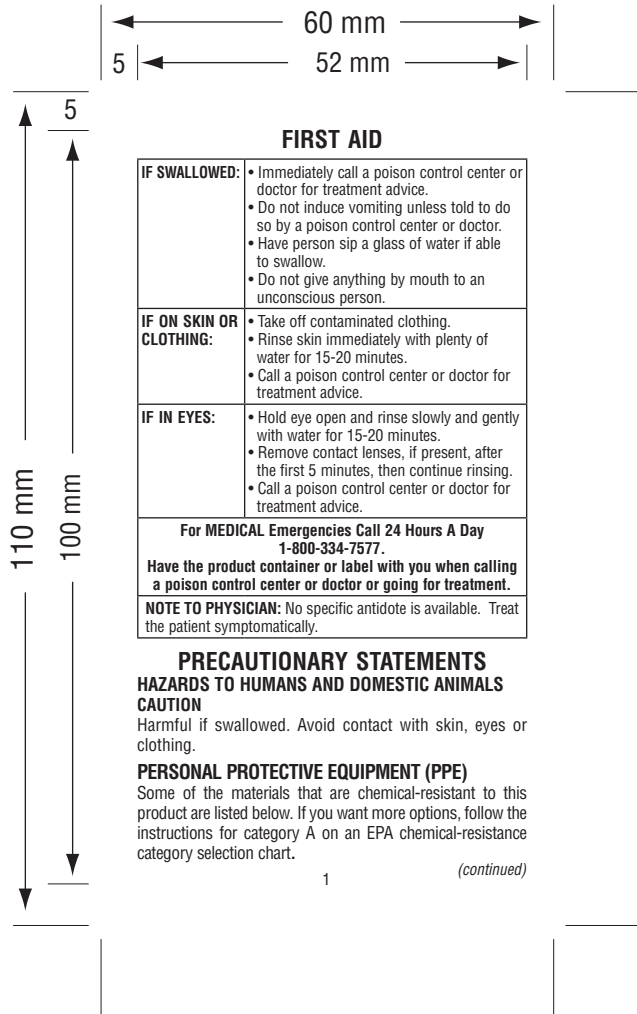 60 mm
5
52 mm
5
110 mm
100 mm
FIRST AID
IF SWALLOWED:
• Immediately call a poison control center or
doctor for treatment advice.
• Do not induce vomiting unless told to do
so by a poison control center or doctor.
• Have person sip a glass of water if able
to swallow.
• Do not give anything by mouth to an
unconscious person.
IF ON SKIN OR
CLOTHING:
• Take off contaminated clothing.
• Rinse skin immediately with plenty of
water for 15-20 minutes.
• Call a poison control center or doctor for
treatment advice.
IF IN EYES:
• Hold eye open and rinse slowly and gently
with water for 15-20 minutes.
• Remove contact lenses, if present, after
the first 5 minutes, then continue rinsing.
• Call a poison control center or doctor for
treatment advice.
For MEDICAL Emergencies Call 24 Hours A Day
1-800-334-7577.
Have the product container or label with you when calling
a poison control center or doctor or going for treatment.
NOTE TO PHYSICIAN: No specific antidote is available. Treat
the patient symptomatically.
PRECAUTIONARY STATEMENTS
HAZARDS TO HUMANS AND DOMESTIC ANIMALS
CAUTION
Harmful if swallowed. Avoid contact with skin, eyes or
clothing.
PERSONAL PROTECTIVE EQUIPMENT (PPE)
Some of the materials that are chemical-resistant to this
product are listed below. If you want more options, follow the
instructions for category A on an EPA chemical-resistance
category selection chart.
(continued)
1